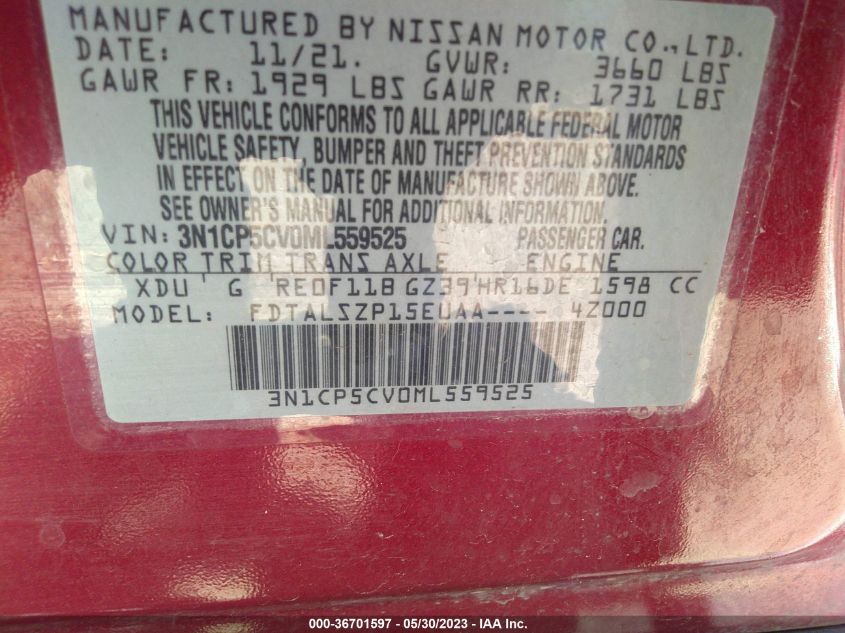 MANUFACTURED BY NISSAN MOTOR CO.,LTD.
DATE: 11/21. GVWR: 3660 LBS
GAWR FR: 1929 LBS GAWR RR: 1731 LBS
THIS VEHICLE CONFORMS TO ALL APPLICABLE FEDERAL MOTOR
VEHICLE SAFETY, BUMPER AND THEFT PREVENTION STANDARDS
IN EFFECT ON THE DATE OF MANUFACTURE SHOWN ABOVE.
SEE OWNER'S MANUAL FOR ADDITIONAL INFORMATION.
VIN: 3N1CP5CV0ML559525 PASSENGER CAR.
COLOR TRIM TRANS AXLE ENGINE
XDU G RE0F11B GZ39 HR16DE 1598 CC
MODEL: FDTALSZP15EUAA---- 4Z000
3N1CP5CV0ML559525
000-36701597 - 05/30/2023 - IAA Inc.